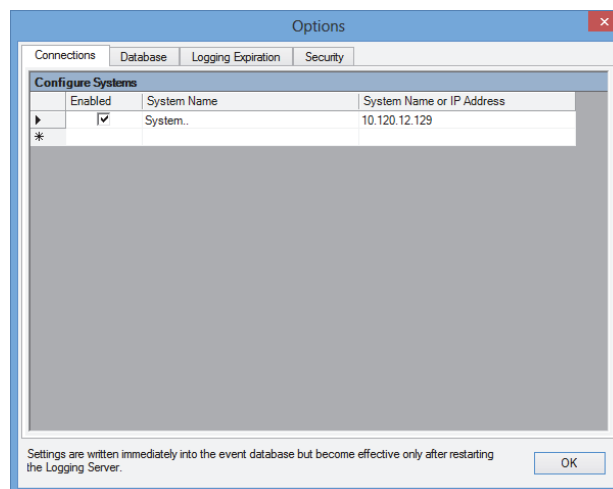 Options
Connections Database Logging Expiration Security
Configure Systems
Enabled System Name System Name or IP Address
System.. 10.120.12.129
Settings are written immediately into the event database but become effective only after restarting
the Logging Server.
OK